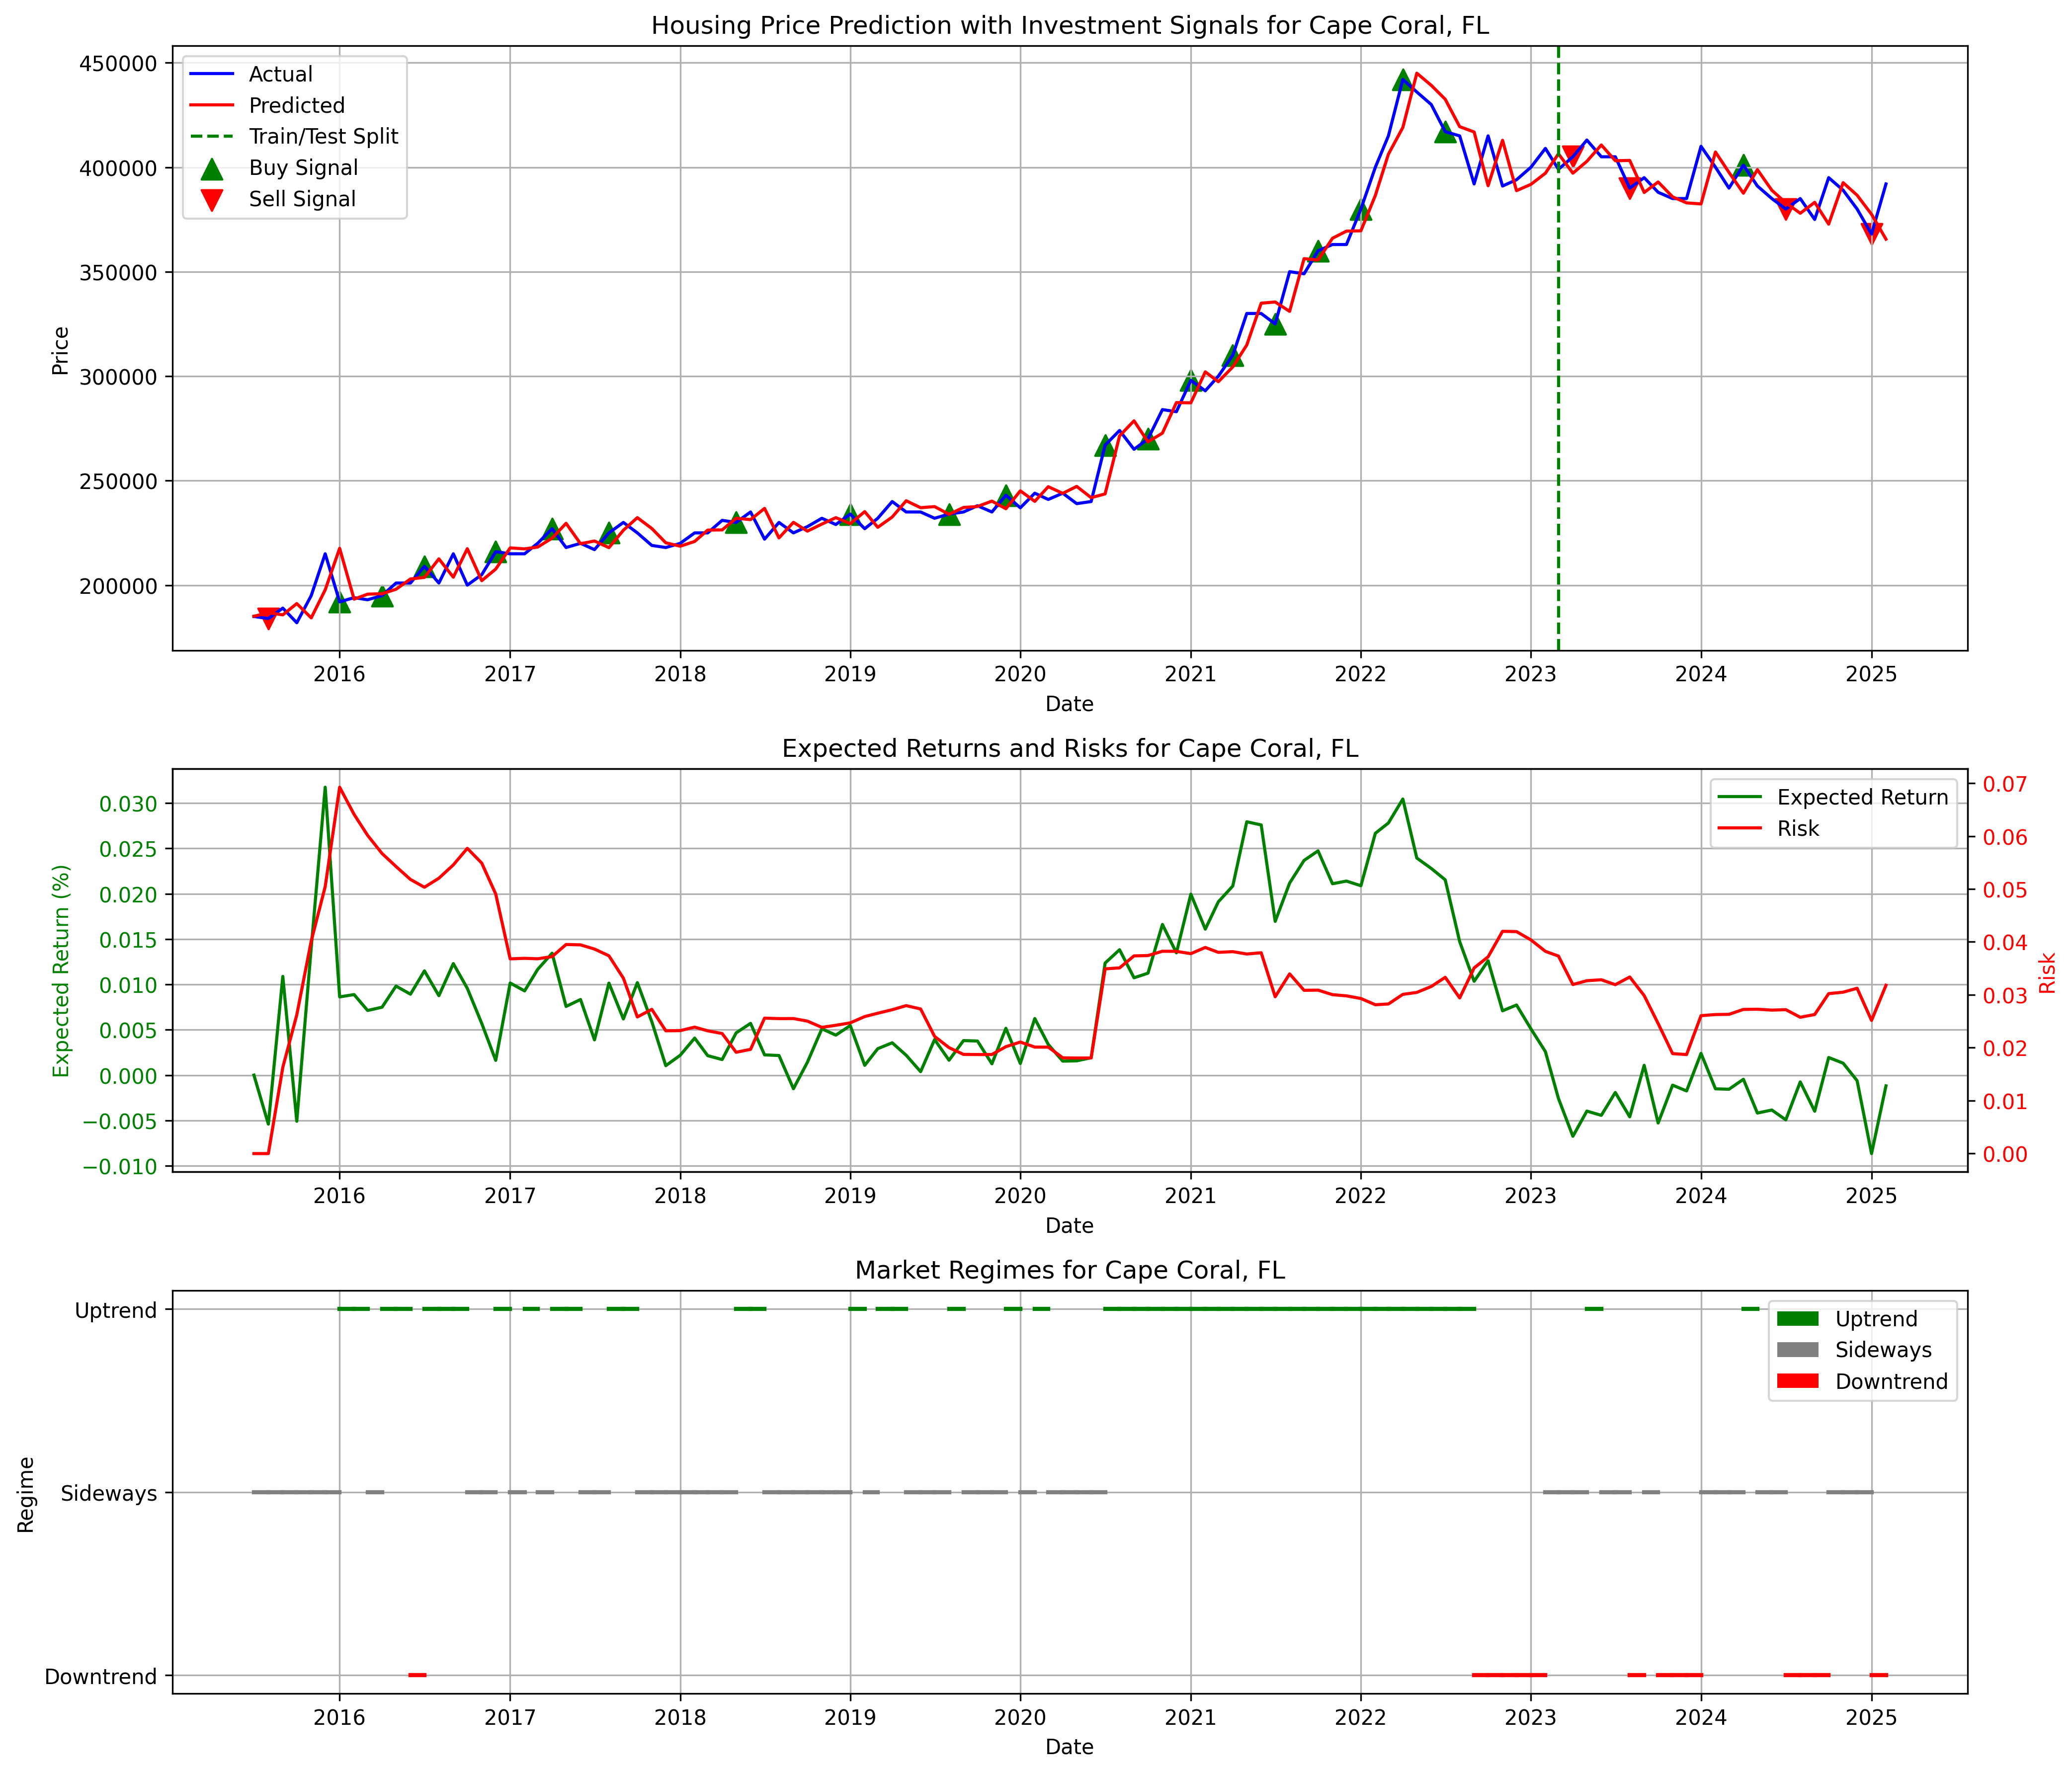 Housing Price Prediction with Investment Signals for Cape Coral, FL
Actual
Predicted
Train/Test Split
Buy Signal
Sell Signal
Price
450000
400000
350000
300000
250000
200000
2016 2017 2018 2019 2020 2021 2022 2023 2024 2025
Date
Expected Returns and Risks for Cape Coral, FL
Expected Return
Risk
Expected Return (%)
0.030
0.025
0.020
0.015
0.010
0.005
0.000
−0.005
−0.010
0.07
0.06
0.05
0.04
0.03
0.02
0.01
0.00
Risk
2016 2017 2018 2019 2020 2021 2022 2023 2024 2025
Date
Market Regimes for Cape Coral, FL
Uptrend
Sideways
Downtrend
Regime
Uptrend
Sideways
Downtrend
2016 2017 2018 2019 2020 2021 2022 2023 2024 2025
Date